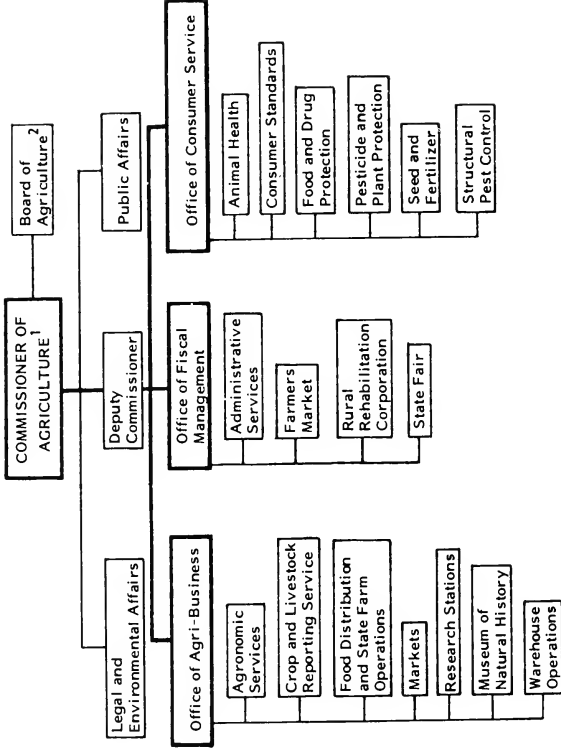 COMMISSIONER OF
AGRICULTURE1
Board of
Agriculture2
Legal and
Environmental Affairs
Deputy
Commissioner
Public Affairs
Office of Agri-Business
Agronomic
Services
Crop and Livestock
Reporting Service
Food Distribution
and State Farm
Operations
Markets
Research Stations
Museum of
Natural History
Warehouse
Operations
Office of Fiscal
Management
Administrative
Services
Farmers
Market
Rural
Rehabilitation
Corporation
State Fair
Office of Consumer Service
Animal Health
Consumer Standards
Food and Drug
Protection
Pesticide and
Plant Protection
Seed and
Fertilizer
Structural
Pest Control